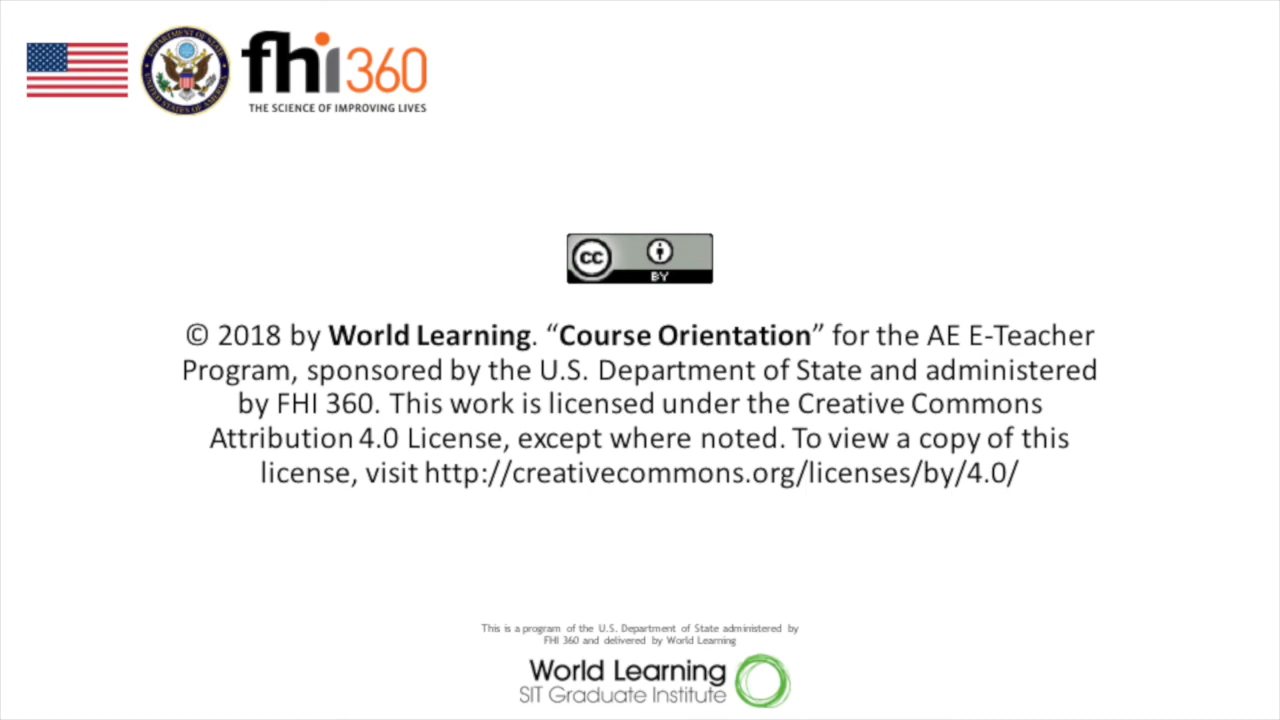 fhi 360
THE SCIENCE OF IMPROVING LIVES
cc
BY
© 2018 by World Learning. “Course Orientation” for the AE E-Teacher
Program, sponsored by the U.S. Department of State and administered
by FHI 360. This work is licensed under the Creative Commons
Attribution 4.0 License, except where noted. To view a copy of this
license, visit http://creativecommons.org/licenses/by/4.0/
This is a program of the U.S. Department of State administered by
FHI 360 and delivered by World Learning
World Learning
SIT Graduate Institute